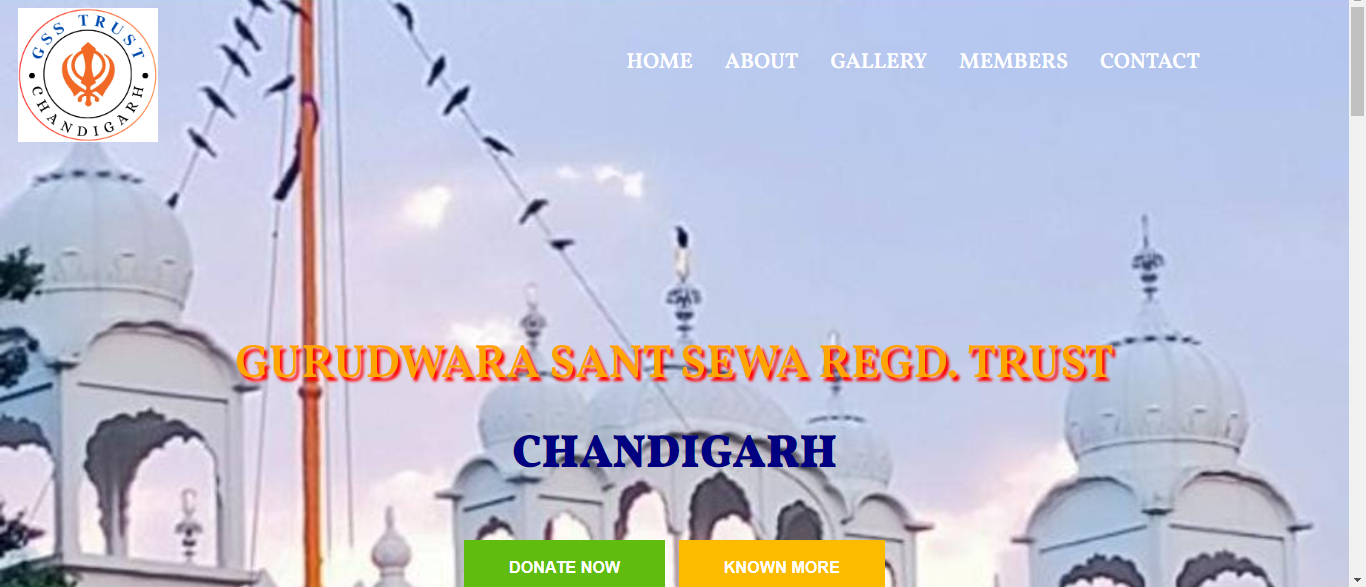 GSS TRUST
CHANDIGARH
HOME ABOUT GALLERY MEMBERS CONTACT
GURUDWARA SANT SEWA REGD. TRUST
CHANDIGARH
DONATE NOW KNOWN MORE